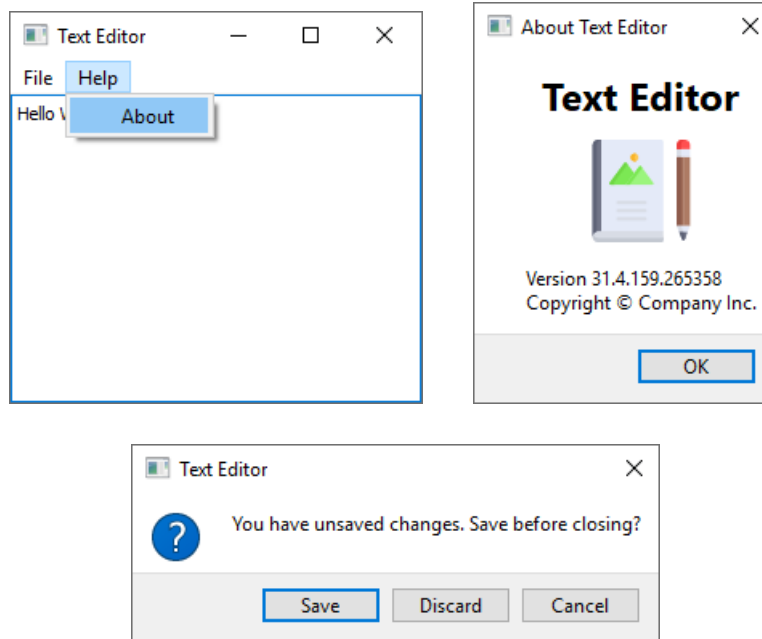 Text Editor
File Help
Hello
About
About Text Editor
Text Editor
Version 31.4.159.265358
Copyright © Company Inc.
OK
Text Editor
You have unsaved changes. Save before closing?
Save Discard Cancel